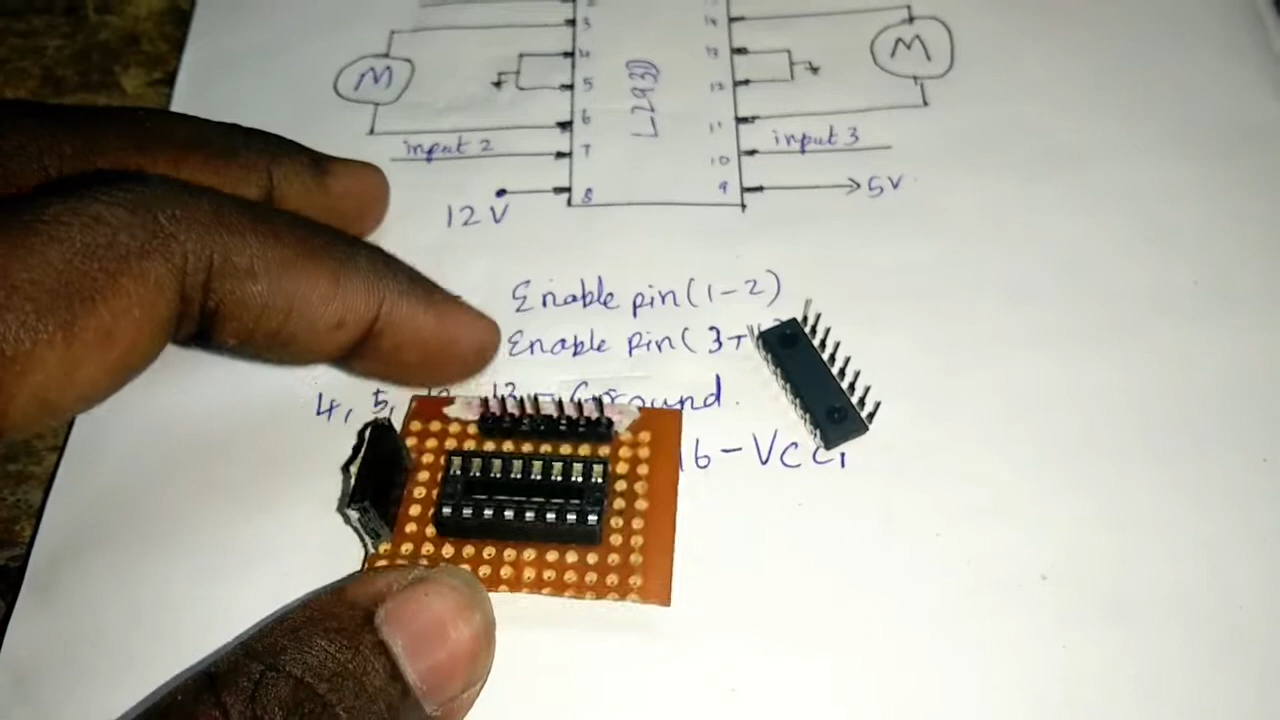 3
14
M
M
4
13
5
12
L293D
6
11
input 2
7
10
input 3
8
9
5V
12V
Enable pin (1-2)
Enable pin (3-
4, 5, 13 - Ground.
16 - VCC1